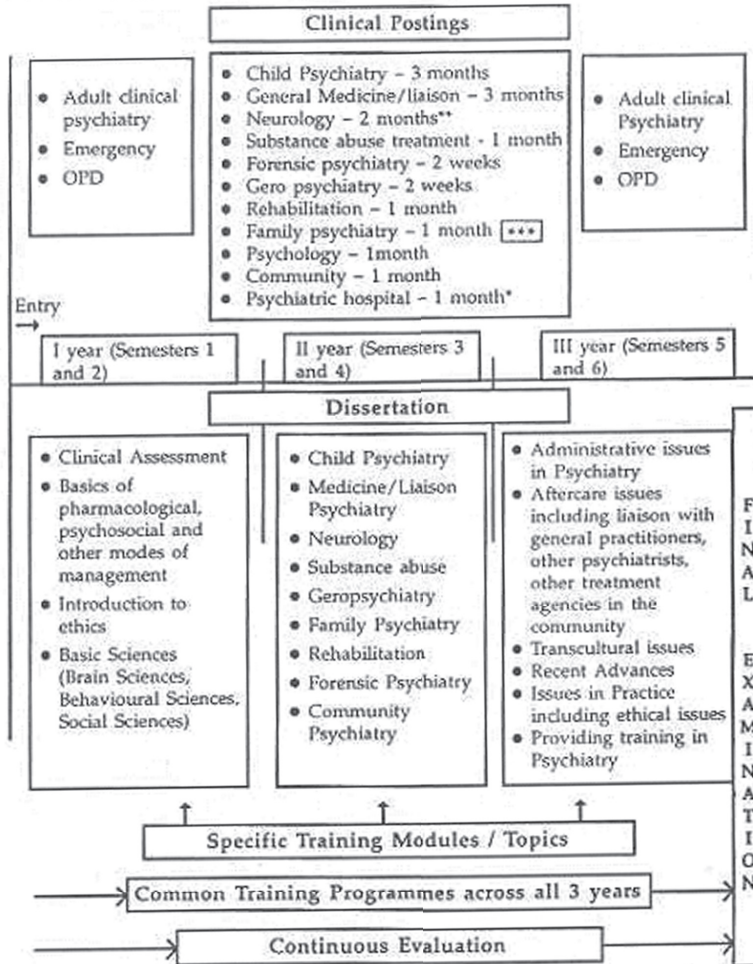 Clinical Postings
• Adult clinical
psychiatry
• Emergency
• OPD
• Child Psychiatry – 3 months
• General Medicine/liaison – 3 months
• Neurology – 2 months**
• Substance abuse treatment - 1 month
• Forensic psychiatry – 2 weeks
• Gero psychiatry – 2 weeks
• Rehabilitation – 1 month
• Family psychiatry – 1 month ***
• Psychology – 1month
• Community – 1 month
• Psychiatric hospital – 1 month*
• Adult clinical
Psychiatry
• Emergency
• OPD
Entry
I year (Semesters 1
and 2)
II year (Semesters 3
and 4)
III year (Semesters 5
and 6)
Dissertation
• Clinical Assessment
• Basics of
pharmacological,
psychosocial and
other modes of
management
• Introduction to
ethics
• Basic Sciences
(Brain Sciences,
Behavioural Sciences,
Social Sciences)
• Child Psychiatry
• Medicine/Liaison
Psychiatry
• Neurology
• Substance abuse
• Geropsychiatry
• Family Psychiatry
• Rehabilitation
• Forensic Psychiatry
• Community
Psychiatry
• Administrative issues
in Psychiatry
• Aftercare issues
including liaison with
general practitioners,
other psychiatrists,
other treatment
agencies in the
community
• Transcultural issues
• Recent Advances
• Issues in Practice
including ethical issues
• Providing training in
Psychiatry
FINAL EXAMINATION
Specific Training Modules / Topics
Common Training Programmes across all 3 years
Continuous Evaluation